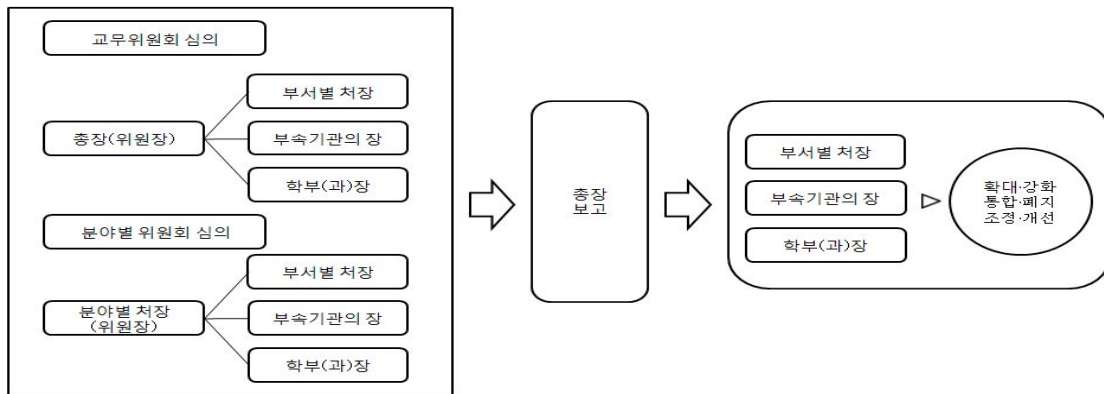 교무위원회 심의
총장(위원장)
부서별 처장
부속기관의 장
학부(과)장
분야별 위원회 심의
분야별 처장
(위원장)
부서별 처장
부속기관의 장
학부(과)장
총장
보고
부서별 처장
부속기관의 장
학부(과)장
확대·강화
통합·폐지
조정·개선